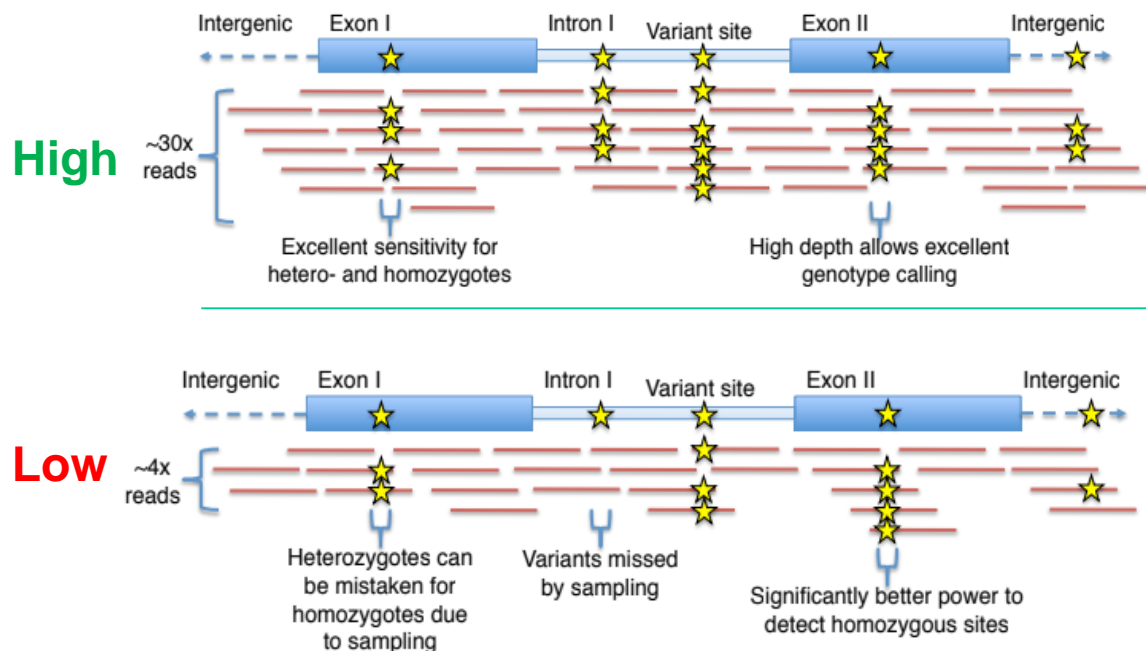 Intergenic
Exon I
Intron I
Variant site
Exon II
Intergenic
High
~30x
reads
Excellent sensitivity for
hetero- and homozygotes
High depth allows excellent
genotype calling
Intergenic
Exon I
Intron I
Variant site
Exon II
Intergenic
Low
~4x
reads
Heterozygotes can
be mistaken for
homozygotes due
to sampling
Variants missed
by sampling
Significantly better power to
detect homozygous sites